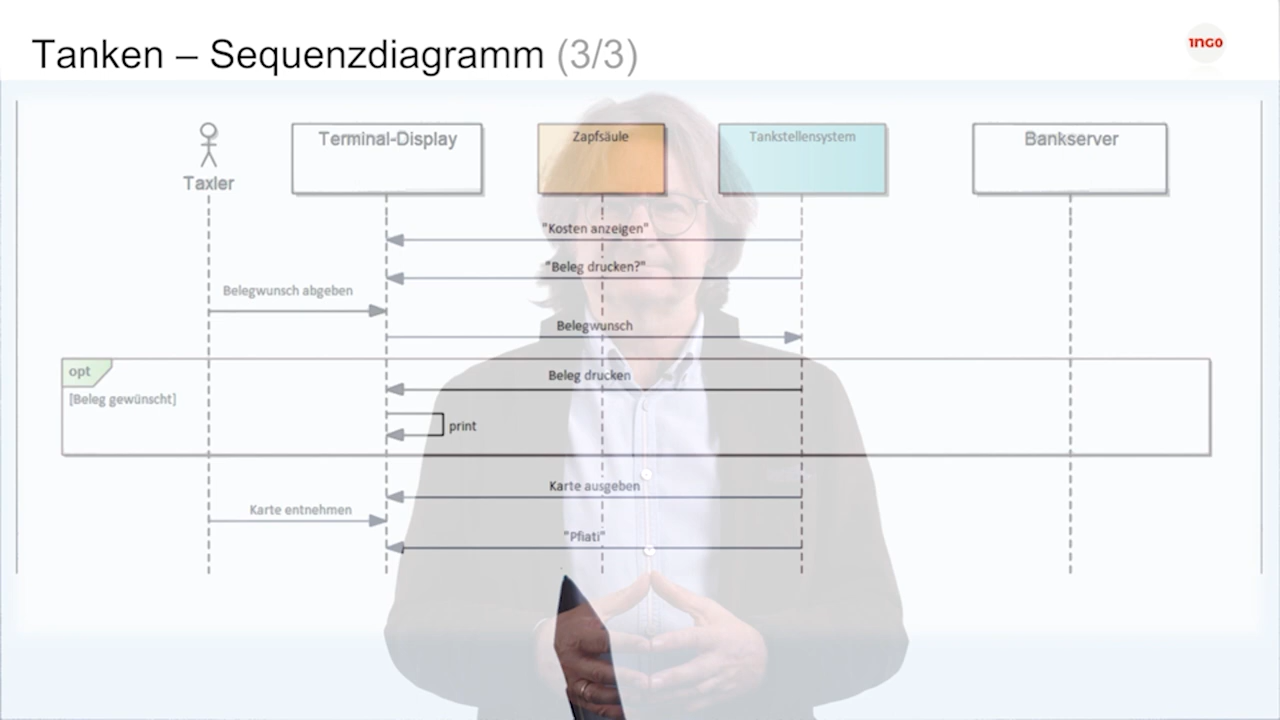 Tanken – Sequenzdiagramm (3/3)
1NGO
Taxler
Terminal-Display
Zapfsäule
Tankstellensystem
Bankserver
"Kosten anzeigen"
"Beleg drucken?"
Belegwunsch abgeben
Belegwunsch
opt
[Beleg gewünscht]
Beleg drucken
print
Karte ausgeben
Karte entnehmen
"Pfiati"